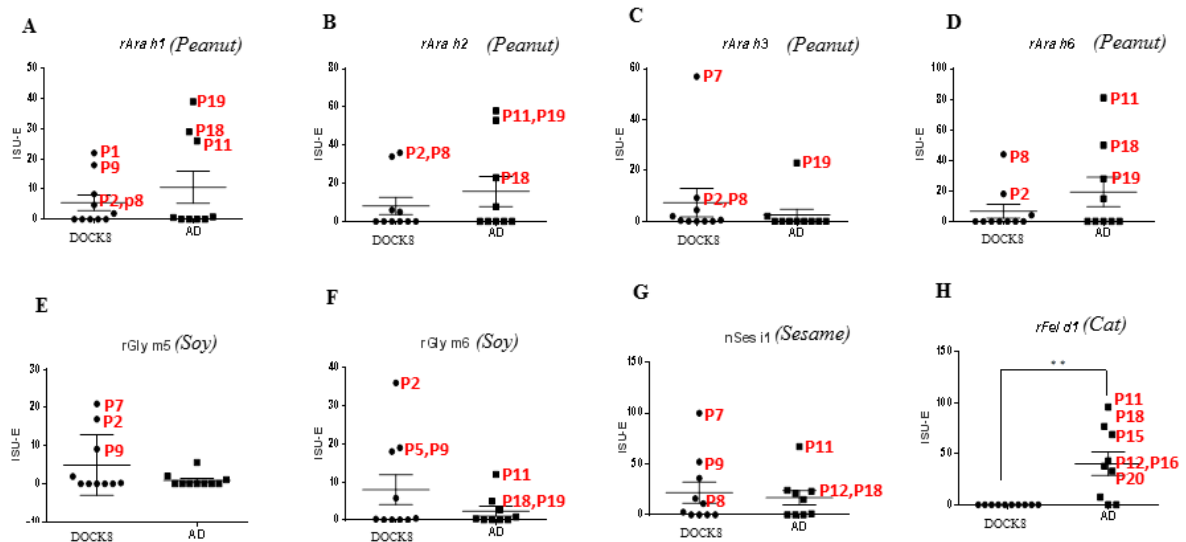 A
rAra h1 (Peanut)
ISU-E
50
40
30
20
10
0
P19
P18
P11
P1
P9
P2,p8
DOCK8
AD
B
rAra h2 (Peanut)
ISU-E
80
60
40
20
0
P11,P19
P2,P8
P18
DOCK8
AD
C
rAra h3 (Peanut)
ISU-E
60
40
20
0
P7
P19
P2,P8
DOCK8
AD
D
rAra h6 (Peanut)
ISU-E
100
80
60
40
20
0
P11
P18
P8
P19
P2
DOCK8
AD
E
rGly m5 (Soy)
ISU-E
30
20
10
0
-10
P7
P2
P9
DOCK8
AD
F
rGly m6 (Soy)
ISU-E
40
30
20
10
0
P2
P5,P9
P11
P18,P19
DOCK8
AD
G
nSes i1 (Sesame)
ISU-E
150
100
50
0
P7
P11
P9
P12,P18
P8
DOCK8
AD
H
rFel d1 (Cat)
ISU-E
150
100
50
0
**
P11
P18
P15
P12,P16
P20
DOCK8
AD